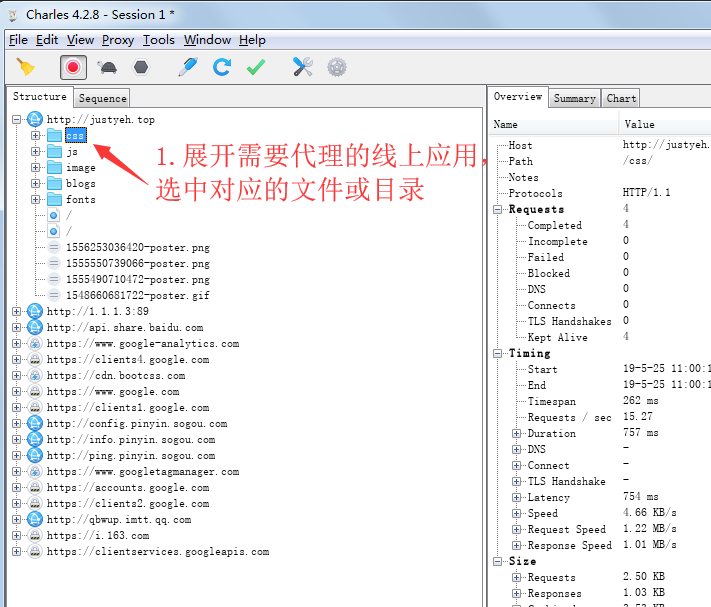 Charles 4.2.8 - Session 1 *
File Edit View Proxy Tools Window Help
Structure Sequence
Overview Summary Chart
Name Value
http://justyeh.top
css
js
image
blogs
fonts
/
/
1556253036420-poster.png
1555550739066-poster.png
1555490710472-poster.png
1548660681722-poster.gif
http://1.1.1.3:89
http://api.share.baidu.com
https://www.google-analytics.com
https://clients4.google.com
https://cdn.bootcss.com
https://www.google.com
https://clients1.google.com
http://config.pinyin.sogou.com
http://info.pinyin.sogou.com
http://ping.pinyin.sogou.com
https://www.googletagmanager.com
https://accounts.google.com
https://clients2.google.com
http://qbwup.imtt.qq.com
https://i.163.com
https://clientservices.googleapis.com
1.展开需要代理的线上应用，
选中对应的文件或目录
Host http://justyeh.
Path /css/
Notes
Protocols HTTP/1.1
Requests 4
Completed 4
Incomplete 0
Failed 0
Blocked 0
DNS 0
Connects 0
TLS Handshakes 0
Kept Alive 4
Timing
Start 19-5-25 11:00:1
End 19-5-25 11:00:1
Timespan 262 ms
Requests / sec 15.27
Duration 757 ms
DNS -
Connect -
TLS Handshake -
Latency 754 ms
Speed 4.66 KB/s
Request Speed 1.22 MB/s
Response Speed 1.01 MB/s
Size
Requests 2.50 KB
Responses 1.03 KB